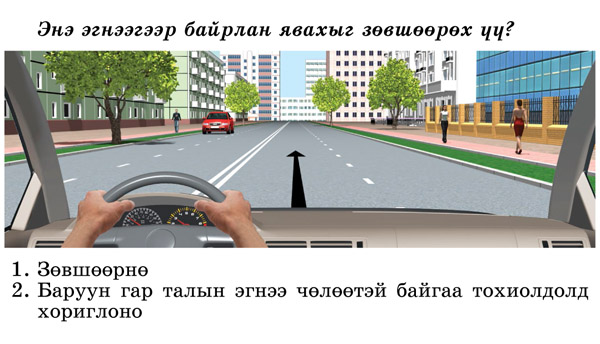 Энэ эгнээгээр байрлан явахыг зөвшөөрөх үү?
1. Зөвшөөрнө
2. Баруун гар талын эгнээ чөлөөтэй байгаа тохиолдолд
хориглоно